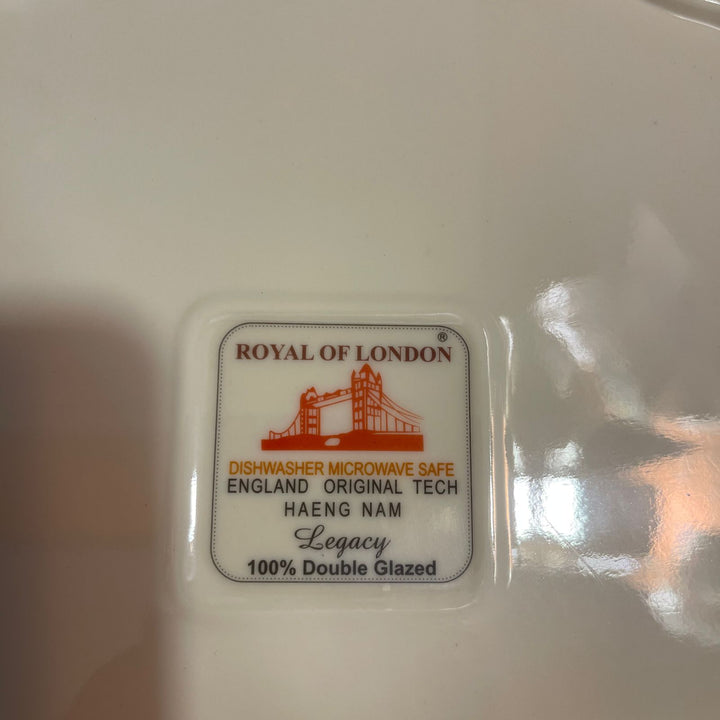 ROYAL OF LONDON®
DISHWASHER MICROWAVE SAFE
ENGLAND ORIGINAL TECH
HAENG NAM
Legacy
100% Double Glazed